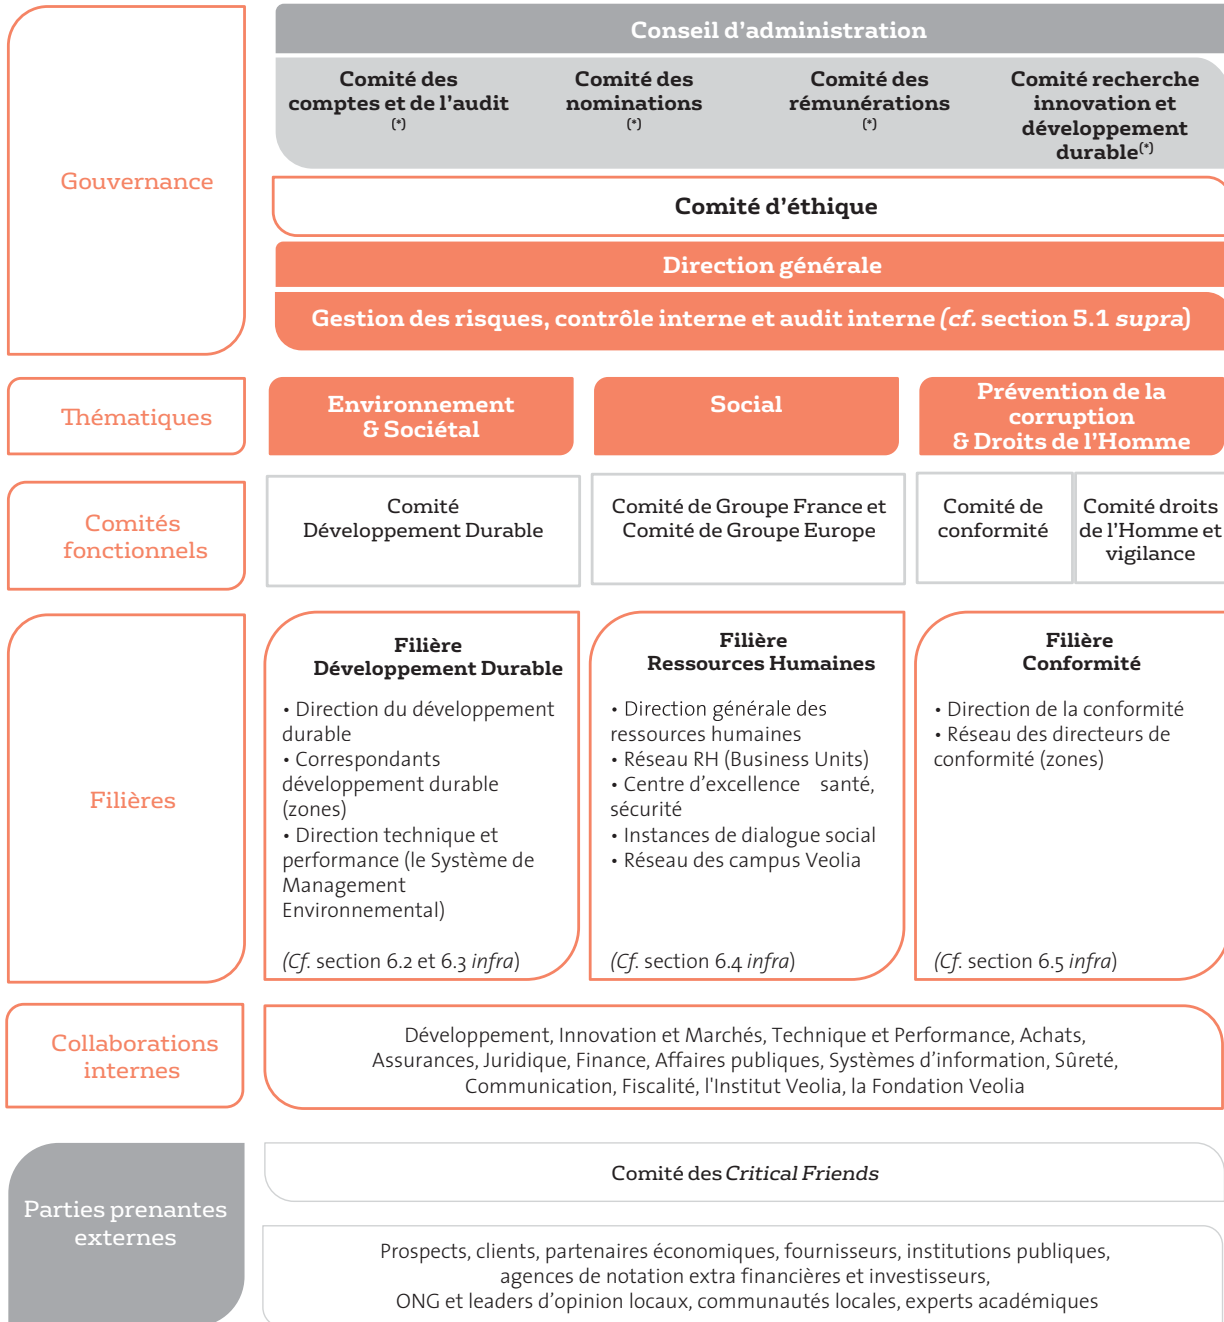 Gouvernance
Conseil d'administration
Comité des
comptes et de l'audit
(*)
Comité des
nominations
(*)
Comité des
rémunérations
(*)
Comité recherche
innovation et
développement
durable(*)
Comité d'éthique
Direction générale
Gestion des risques, contrôle interne et audit interne (cf. section 5.1 supra)
Thématiques
Environnement
& Sociétal
Social
Prévention de la
corruption
& Droits de l'Homme
Comités
fonctionnels
Comité
Développement Durable
Comité de Groupe France et
Comité de Groupe Europe
Comité de
conformité
Comité droits
de l'Homme et
vigilance
Filières
Filière
Développement Durable
• Direction du développement
durable
• Correspondants
développement durable
(zones)
• Direction technique et
performance (le Système de
Management
Environnemental)
(Cf. section 6.2 et 6.3 infra)
Filière
Ressources Humaines
• Direction générale des
ressources humaines
• Réseau RH (Business Units)
• Centre d'excellence santé,
sécurité
• Instances de dialogue social
• Réseau des campus Veolia
(Cf. section 6.4 infra)
Filière
Conformité
• Direction de la conformité
• Réseau des directeurs de
conformité (zones)
(Cf. section 6.5 infra)
Collaborations
internes
Développement, Innovation et Marchés, Technique et Performance, Achats,
Assurances, Juridique, Finance, Affaires publiques, Systèmes d'information, Sûreté,
Communication, Fiscalité, l'Institut Veolia, la Fondation Veolia
Parties prenantes
externes
Comité des Critical Friends
Prospects, clients, partenaires économiques, fournisseurs, institutions publiques,
agences de notation extra financières et investisseurs,
ONG et leaders d'opinion locaux, communautés locales, experts académiques